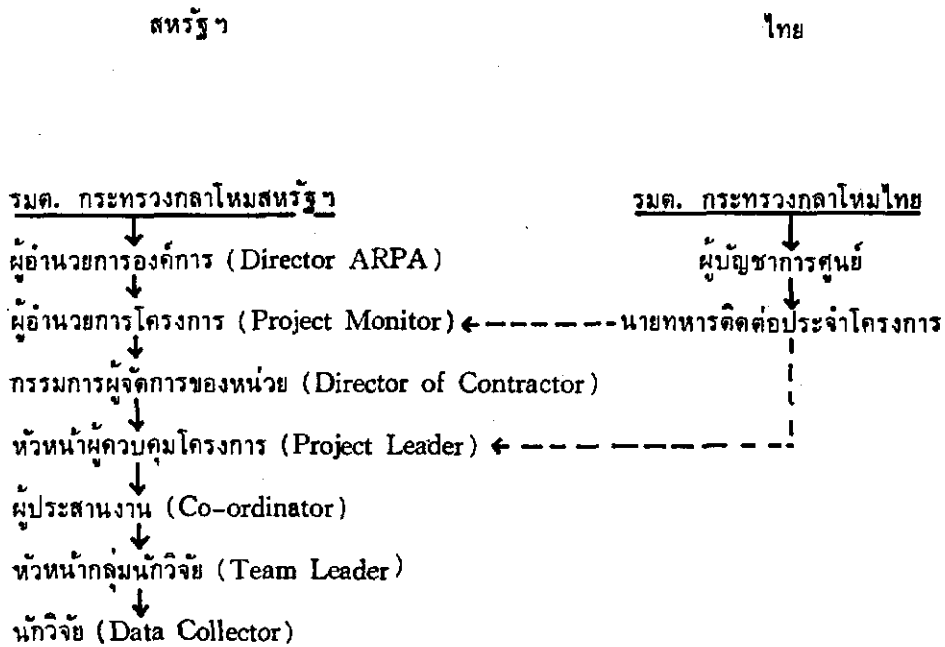 สหรัฐฯ ไทย
รมต. กระทรวงกลาโหมสหรัฐฯ รมต. กระทรวงกลาโหมไทย
ผู้อำนวยการองค์การ (Director ARPA) ผู้บัญชาการศูนย์
ผู้อำนวยการโครงการ (Project Monitor) นายทหารติดต่อประจำโครงการ
กรรมการผู้จัดการของหน่วย (Director of Contractor)
หัวหน้าผู้ควบคุมโครงการ (Project Leader)
ผู้ประสานงาน (Co-ordinator)
หัวหน้ากลุ่มนักวิจัย (Team Leader)
นักวิจัย (Data Collector)